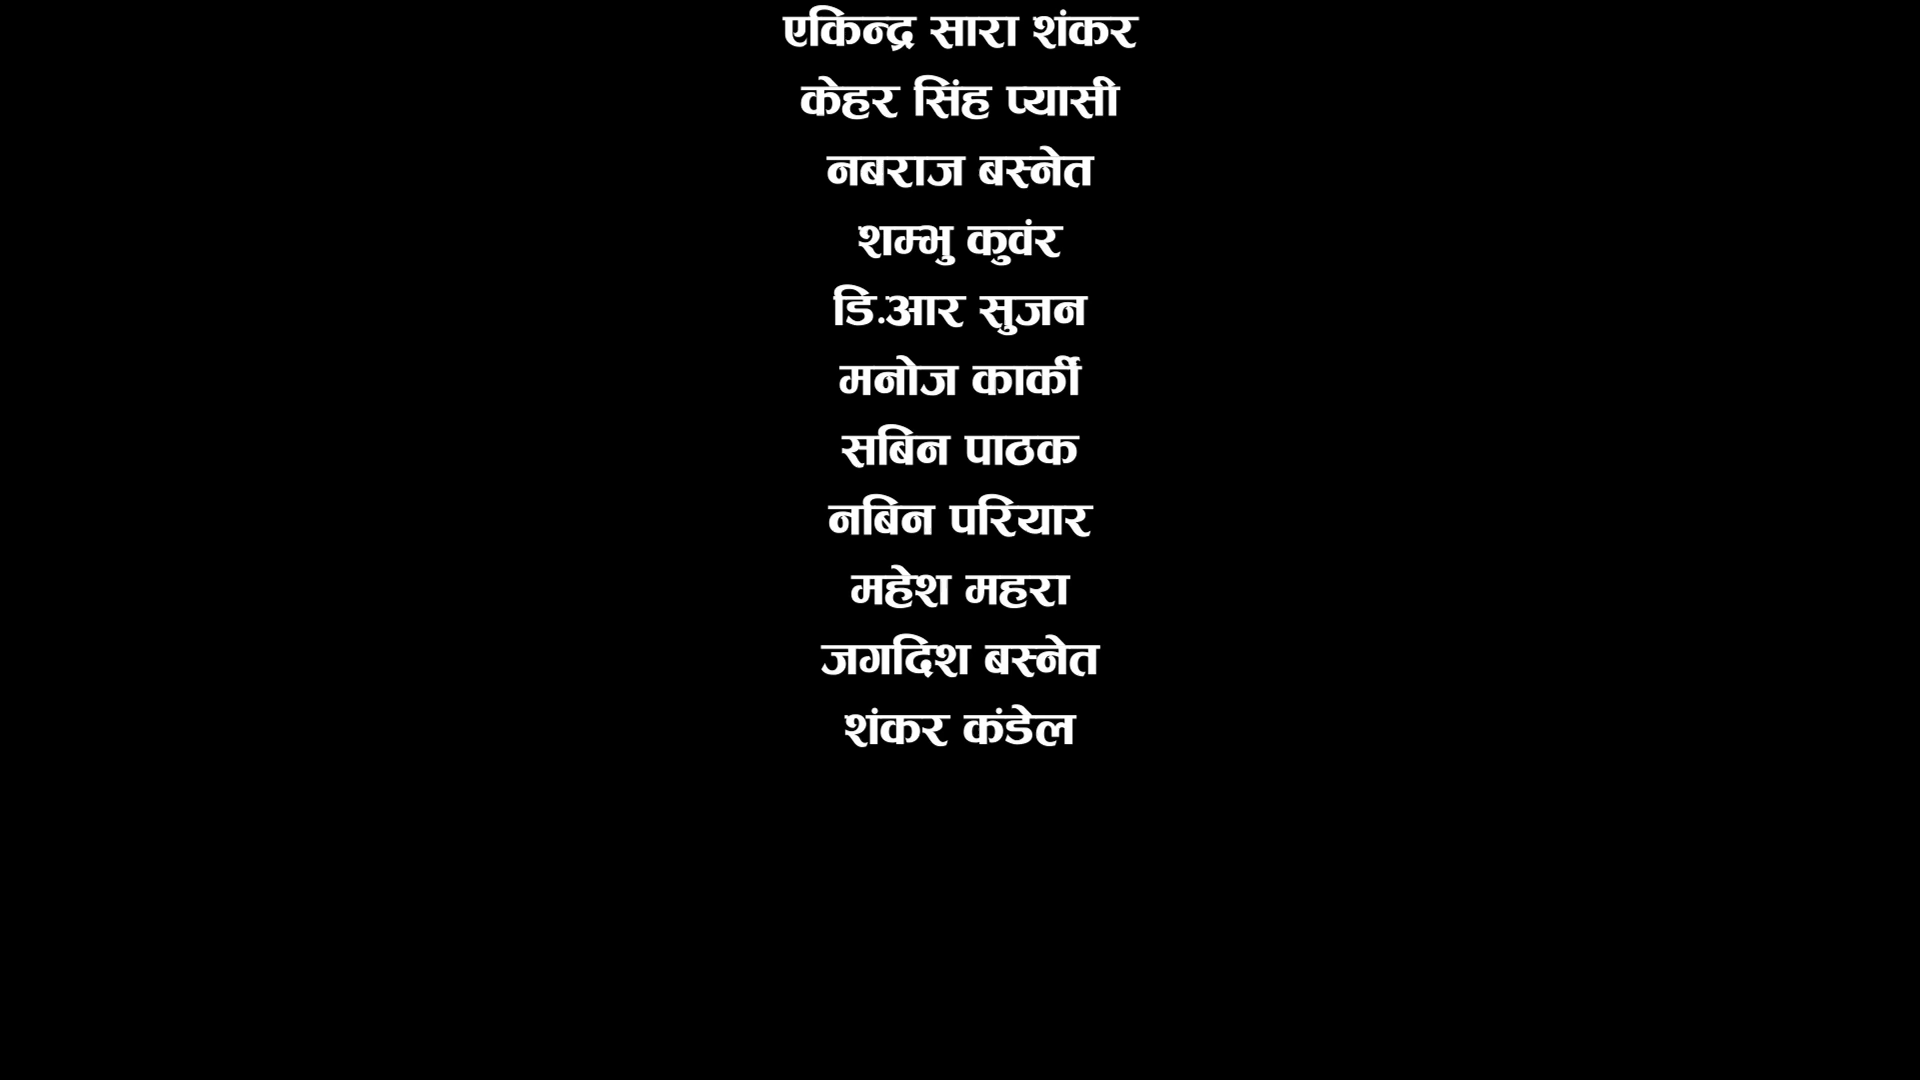 एकिन्द्र सारा शंकर
केहर सिंह प्यासी
नबराज बस्नेत
शम्भु कुवंर
डि.आर सुजन
मनोज कार्की
सबिन पाठक
नबिन परियार
महेश महरा
जगदिश बस्नेत
शंकर कंडेल